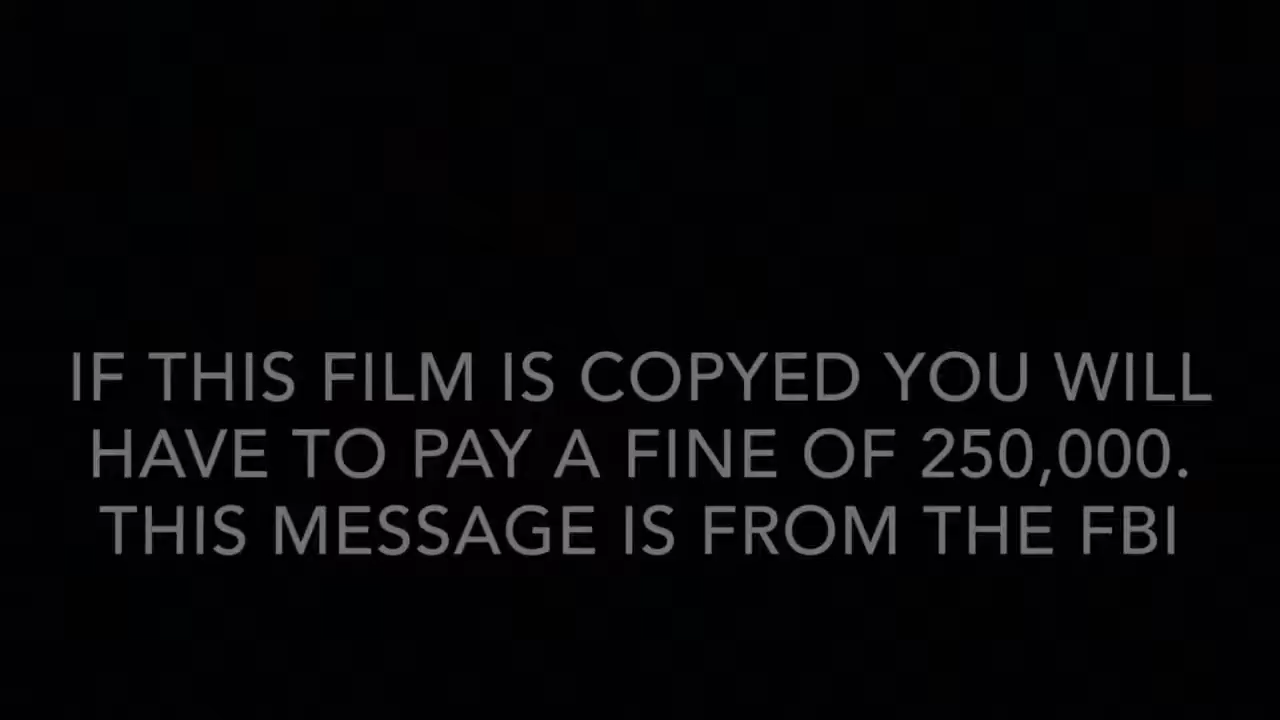 IF THIS FILM IS COPYED YOU WILL
HAVE TO PAY A FINE OF 250,000.
THIS MESSAGE IS FROM THE FBI